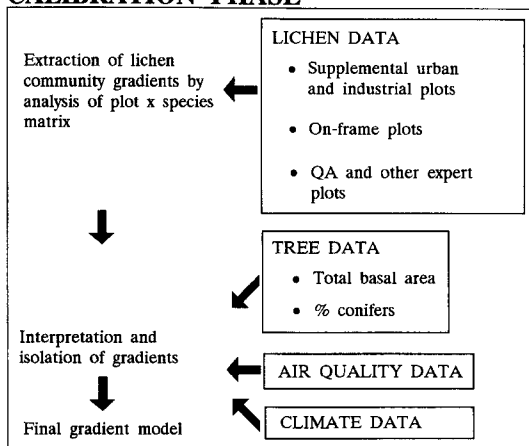 CALIBRATION PHASE
Extraction of lichen
community gradients by
analysis of plot x species
matrix
LICHEN DATA
• Supplemental urban
and industrial plots
• On-frame plots
• QA and other expert
plots
TREE DATA
• Total basal area
• % conifers
Interpretation and
isolation of gradients
AIR QUALITY DATA
Final gradient model
CLIMATE DATA